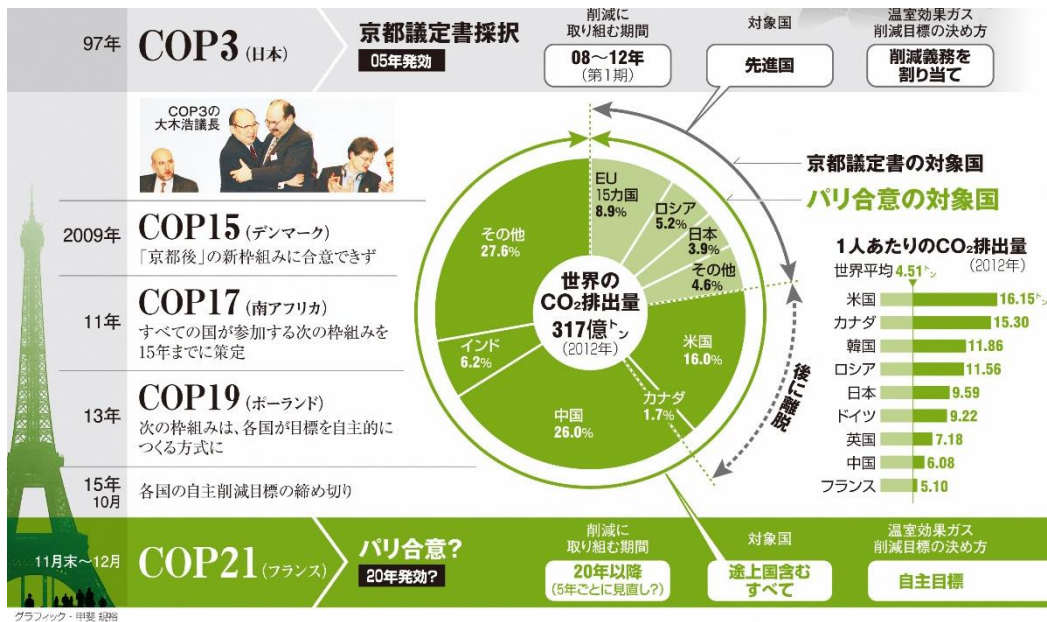 97年
COP3(日本)
京都議定書採択
05年発効
削減に
取り組む期間
08〜12年
(第1期)
対象国
先進国
温室効果ガス
削減目標の決め方
削減義務を
割り当て
COP3の
大木浩議長
2009年
COP15(デンマーク)
「京都後」の新枠組みに合意できず
11年
COP17(南アフリカ)
すべての国が参加する次の枠組みを
15年までに策定
13年
COP19(ポーランド)
次の枠組みは、各国が目標を自主的に
つくる方式に
15年
10月
各国の自主削減目標の締め切り
世界の
CO₂排出量
317億トン
(2012年)
EU
15カ国
8.9%
ロシア
5.2%
日本
3.9%
その他
4.6%
米国
16.0%
カナダ
1.7%
中国
26.0%
インド
6.2%
その他
27.6%
後に離脱
京都議定書の対象国
パリ合意の対象国
1人あたりのCO₂排出量
(2012年)
世界平均4.51トン
米国 16.15トン
カナダ 15.30
韓国 11.86
ロシア 11.56
日本 9.59
ドイツ 9.22
英国 7.18
中国 6.08
フランス 5.10
11月末〜12月
COP21(フランス)
パリ合意?
20年発効?
削減に
取り組む期間
20年以降
(5年ごとに見直し?)
対象国
途上国含む
すべて
温室効果ガス
削減目標の決め方
自主目標
グラフィック・甲斐 規裕